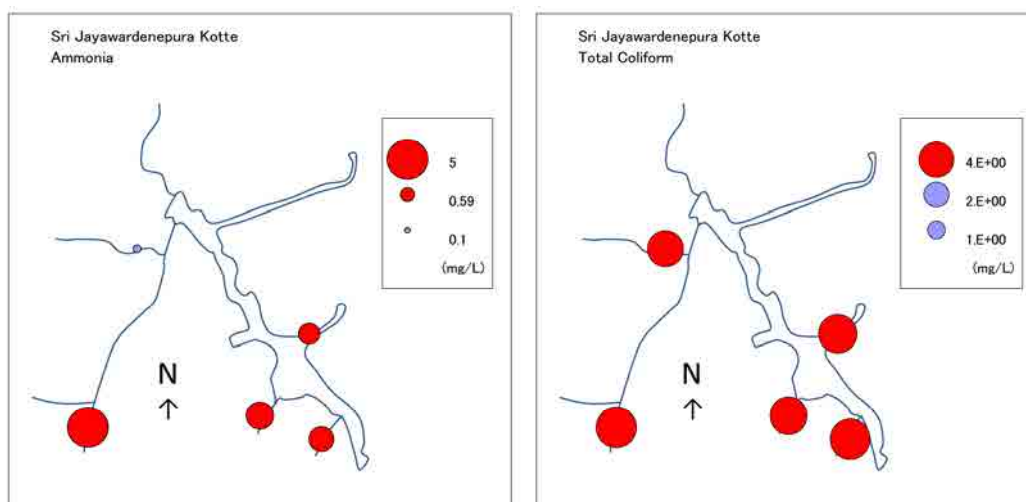 Sri Jayawardenepura Kotte
Ammonia
5
0.59
0.1
(mg/L)
N
Sri Jayawardenepura Kotte
Total Coliform
4.E+00
2.E+00
1.E+00
(mg/L)
N